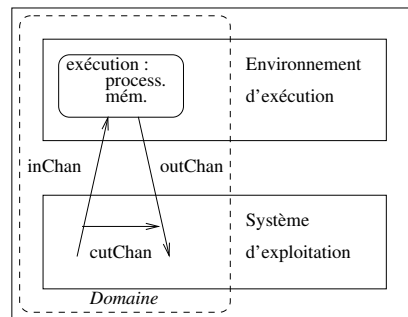 exécution :
process.
mém.
Environnement
d'exécution
inChan
outChan
cutChan
Système
d'exploitation
Domaine